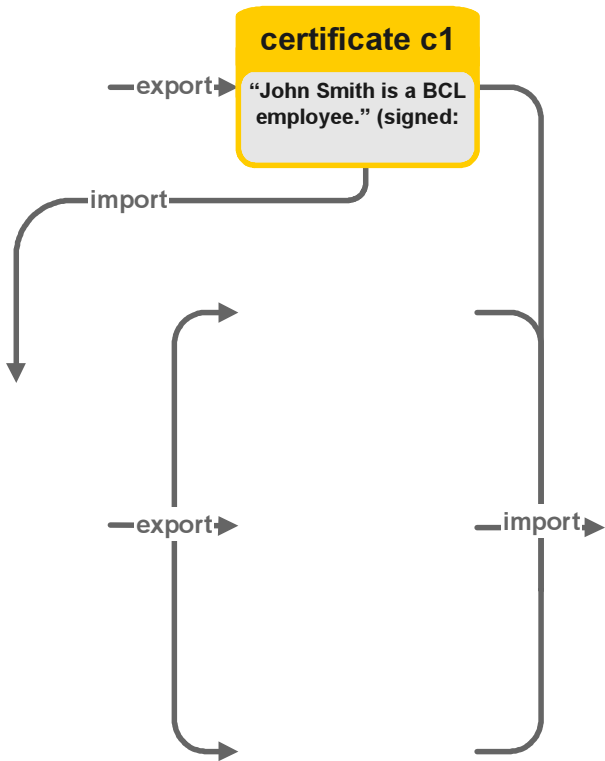 certificate c1
export
“John Smith is a BCL
employee.” (signed:
import
export
import